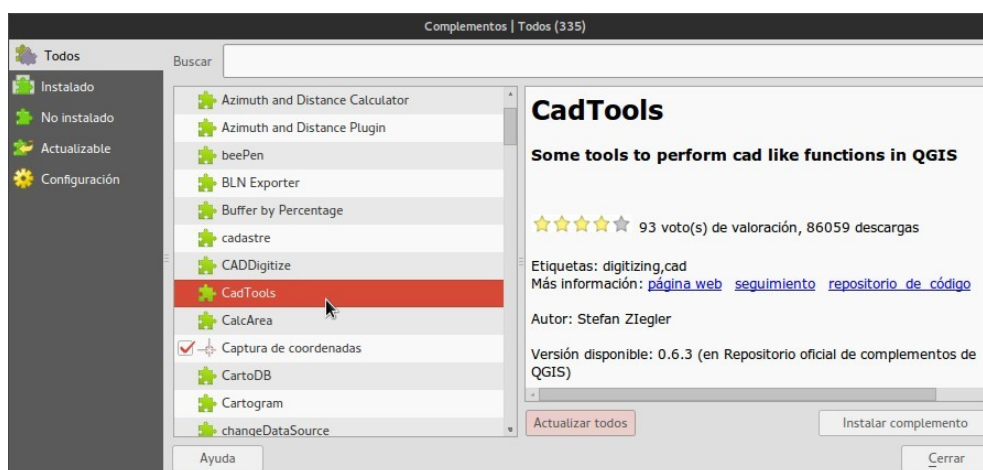 Complementos | Todos (335)
Todos
Instalado
No instalado
Actualizable
Configuración
Buscar
Azimuth and Distance Calculator
Azimuth and Distance Plugin
beePen
BLN Exporter
Buffer by Percentage
cadastre
CADDigitize
CadTools
CalcArea
Captura de coordenadas
CartoDB
Cartogram
changeDataSource
CadTools
Some tools to perform cad like functions in QGIS
93 voto(s) de valoración, 86059 descargas
Etiquetas: digitizing,cad
Más información: página web seguimiento repositorio de código
Autor: Stefan ZIegler
Versión disponible: 0.6.3 (en Repositorio oficial de complementos de
QGIS)
Actualizar todos
Instalar complemento
Ayuda
Cerrar